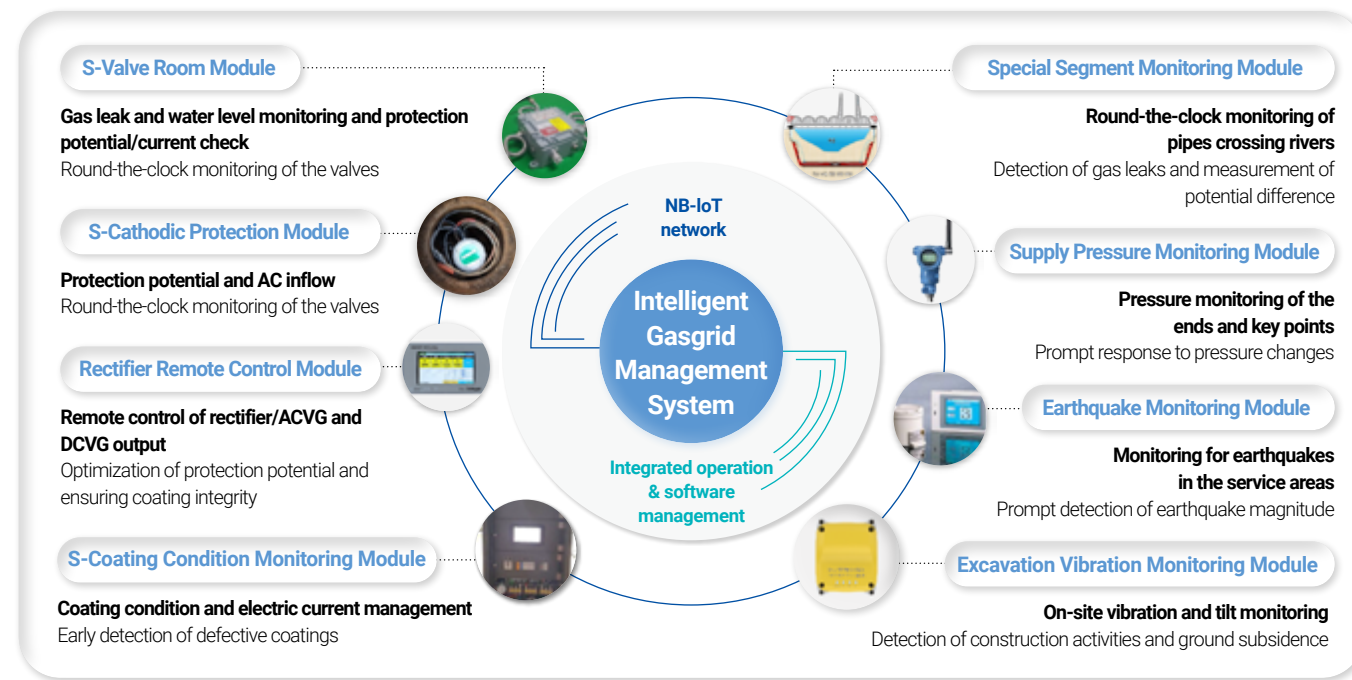 S-Valve Room Module
Gas leak and water level monitoring and protection
potential/current check
Round-the-clock monitoring of the valves
S-Cathodic Protection Module
Protection potential and AC inflow
Round-the-clock monitoring of the valves
Rectifier Remote Control Module
Remote control of rectifier/ACVG and
DCVG output
Optimization of protection potential and
ensuring coating integrity
S-Coating Condition Monitoring Module
Coating condition and electric current management
Early detection of defective coatings
NB-IoT
network
Intelligent
Gasgrid
Management
System
Integrated operation
& software
management
Special Segment Monitoring Module
Round-the-clock monitoring of
pipes crossing rivers
Detection of gas leaks and measurement of
potential difference
Supply Pressure Monitoring Module
Pressure monitoring of the
ends and key points
Prompt response to pressure changes
Earthquake Monitoring Module
Monitoring for earthquakes
in the service areas
Prompt detection of earthquake magnitude
Excavation Vibration Monitoring Module
On-site vibration and tilt monitoring
Detection of construction activities and ground subsidence